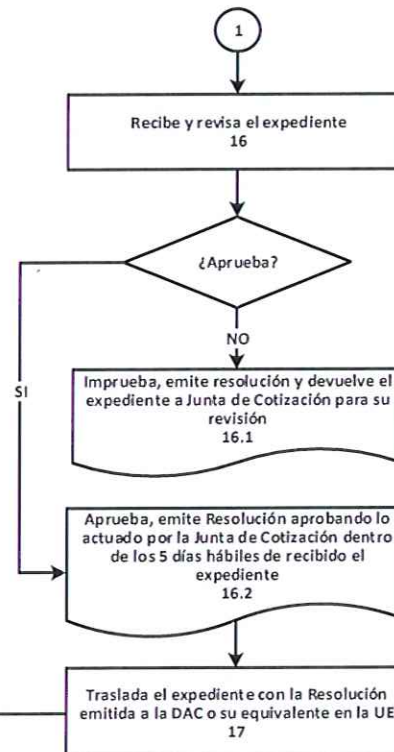 1
Recibe y revisa el expediente
16
¿Aprueba?
NO
SI
Imprueba, emite resolución y devuelve el
expediente a Junta de Cotización para su
revisión
16.1
Aprueba, emite Resolución aprobando lo
actuado por la Junta de Cotización dentro
de los 5 días hábiles de recibido el
expediente
16.2
Traslada el expediente con la Resolución
emitida a la DAC o su equivalente en la UE
17